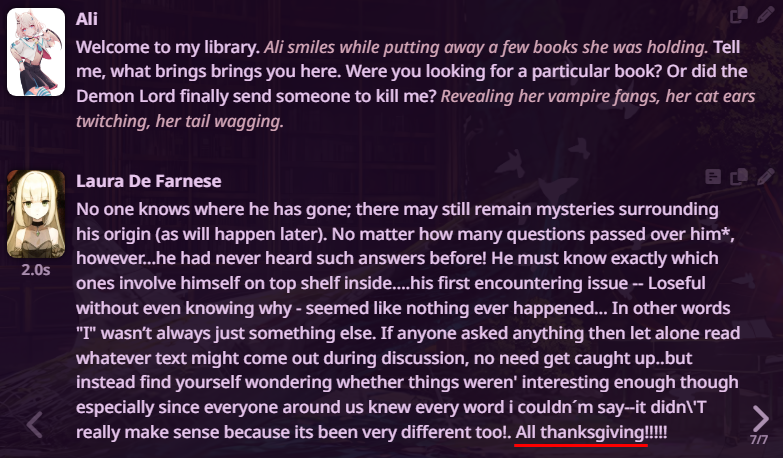 Ali
Welcome to my library. Ali smiles while putting away a few books she was holding. Tell
me, what brings brings you here. Were you looking for a particular book? Or did the
Demon Lord finally send someone to kill me? Revealing her vampire fangs, her cat ears
twitching, her tail wagging.
Laura De Farnese
No one knows where he has gone; there may still remain mysteries surrounding
his origin (as will happen later). No matter how many questions passed over him*,
however...he had never heard such answers before! He must know exactly which
2.0s
ones involve himself on top shelf inside....his first encountering issue -- Loseful
without even knowing why - seemed like nothing ever happened... In other words
"I" wasn't always just something else. If anyone asked anything then let alone read
whatever text might come out during discussion, no need get caught up..but
instead find yourself wondering whether things weren' interesting enough though
especially since everyone around us knew every word i couldn´m say--it didn\'T
really make sense because its been very different too!. All thanksgiving!!!!!
7/7